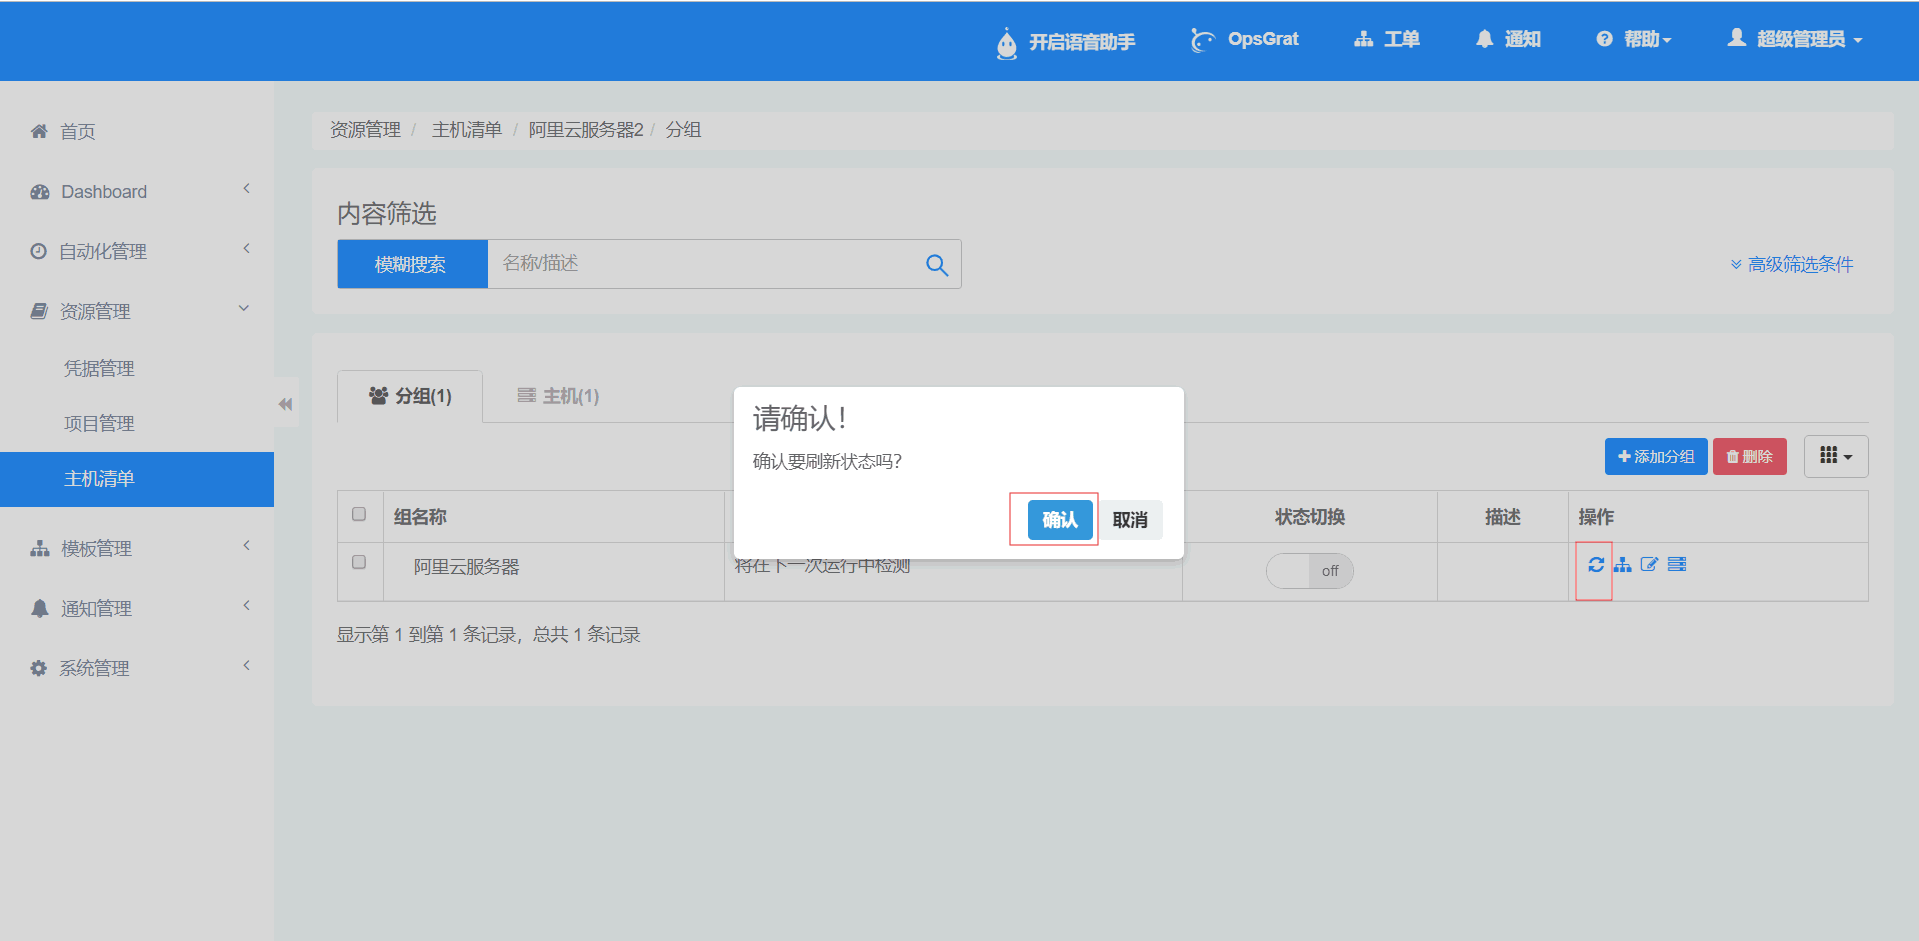 开启语音助手 OpsGrat 工单 通知 帮助 超级管理员
首页
Dashboard
自动化管理
资源管理
凭据管理
项目管理
主机清单
模板管理
通知管理
系统管理
资源管理 / 主机清单 / 阿里云服务器2 / 分组
内容筛选
模糊搜索 名称/描述
高级筛选条件
分组(1) 主机(1)
添加分组 删除
组名称 状态切换 描述 操作
阿里云服务器 将在下一次运行中检测 off
显示第 1 到第 1 条记录，总共 1 条记录
请确认！
确认要刷新状态吗？
确认 取消